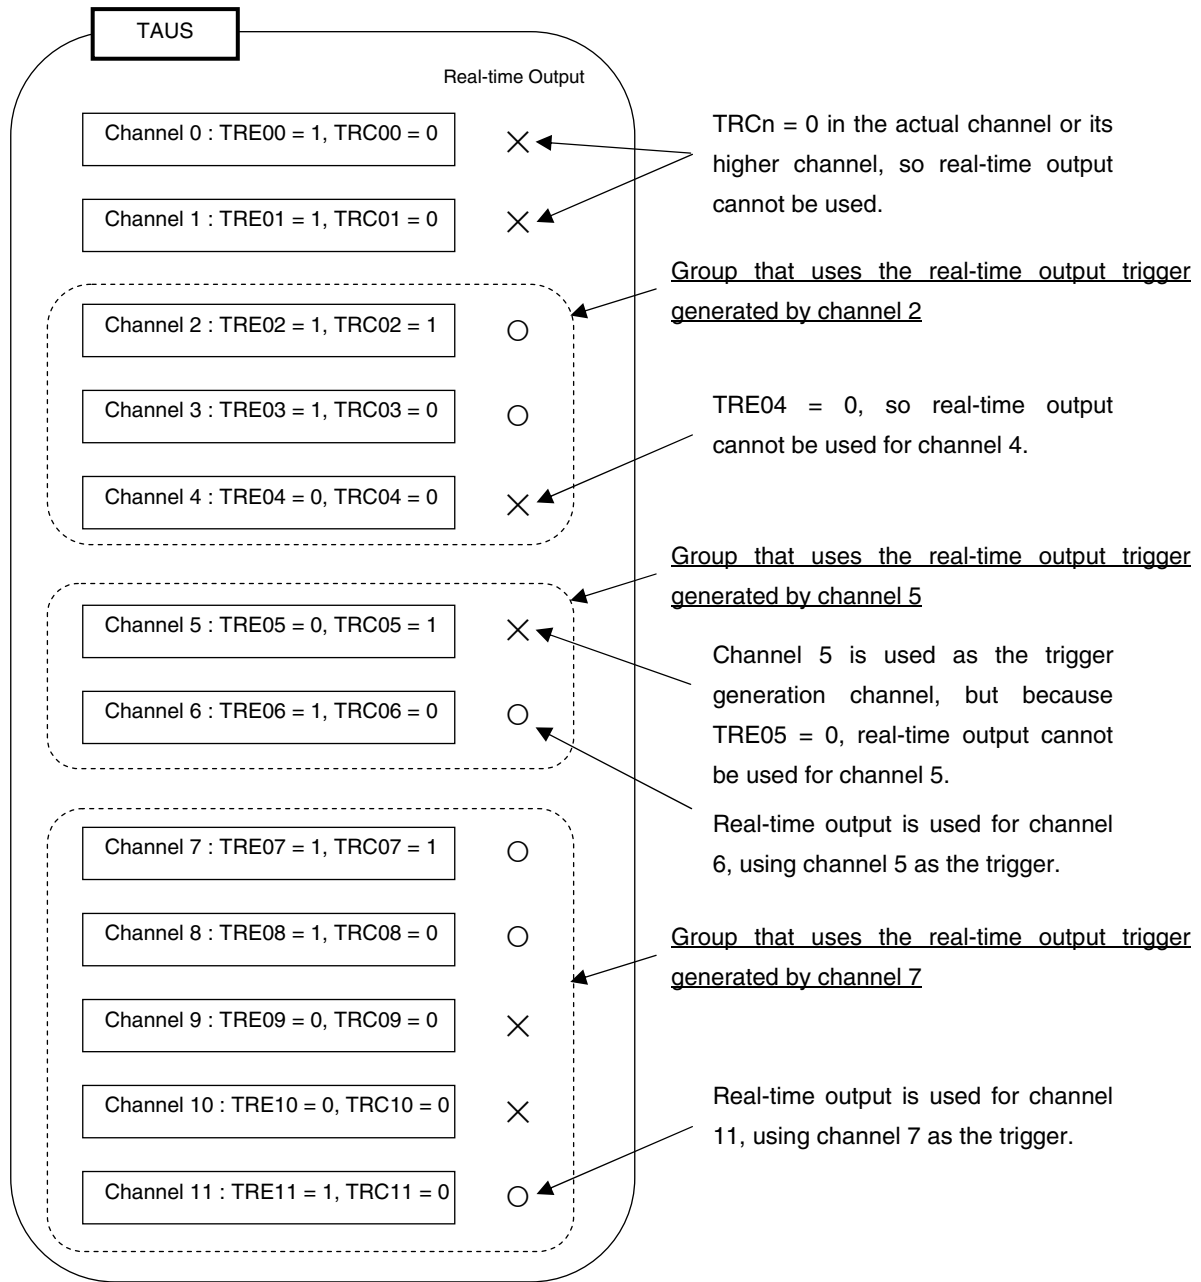 TAUS
Real-time Output
Channel 0 : TRE00 = 1, TRC00 = 0
TRCn = 0 in the actual channel or its
higher channel, so real-time output
cannot be used.
Channel 1 : TRE01 = 1, TRC01 = 0
Group that uses the real-time output trigger
generated by channel 2
Channel 2 : TRE02 = 1, TRC02 = 1
Channel 3 : TRE03 = 1, TRC03 = 0
TRE04 = 0, so real-time output
cannot be used for channel 4.
Channel 4 : TRE04 = 0, TRC04 = 0
Group that uses the real-time output trigger
generated by channel 5
Channel 5 : TRE05 = 0, TRC05 = 1
Channel 5 is used as the trigger
generation channel, but because
TRE05 = 0, real-time output cannot
be used for channel 5.
Channel 6 : TRE06 = 1, TRC06 = 0
Real-time output is used for channel
6, using channel 5 as the trigger.
Channel 7 : TRE07 = 1, TRC07 = 1
Channel 8 : TRE08 = 1, TRC08 = 0
Group that uses the real-time output trigger
generated by channel 7
Channel 9 : TRE09 = 0, TRC09 = 0
Channel 10 : TRE10 = 0, TRC10 = 0
Real-time output is used for channel
11, using channel 7 as the trigger.
Channel 11 : TRE11 = 1, TRC11 = 0